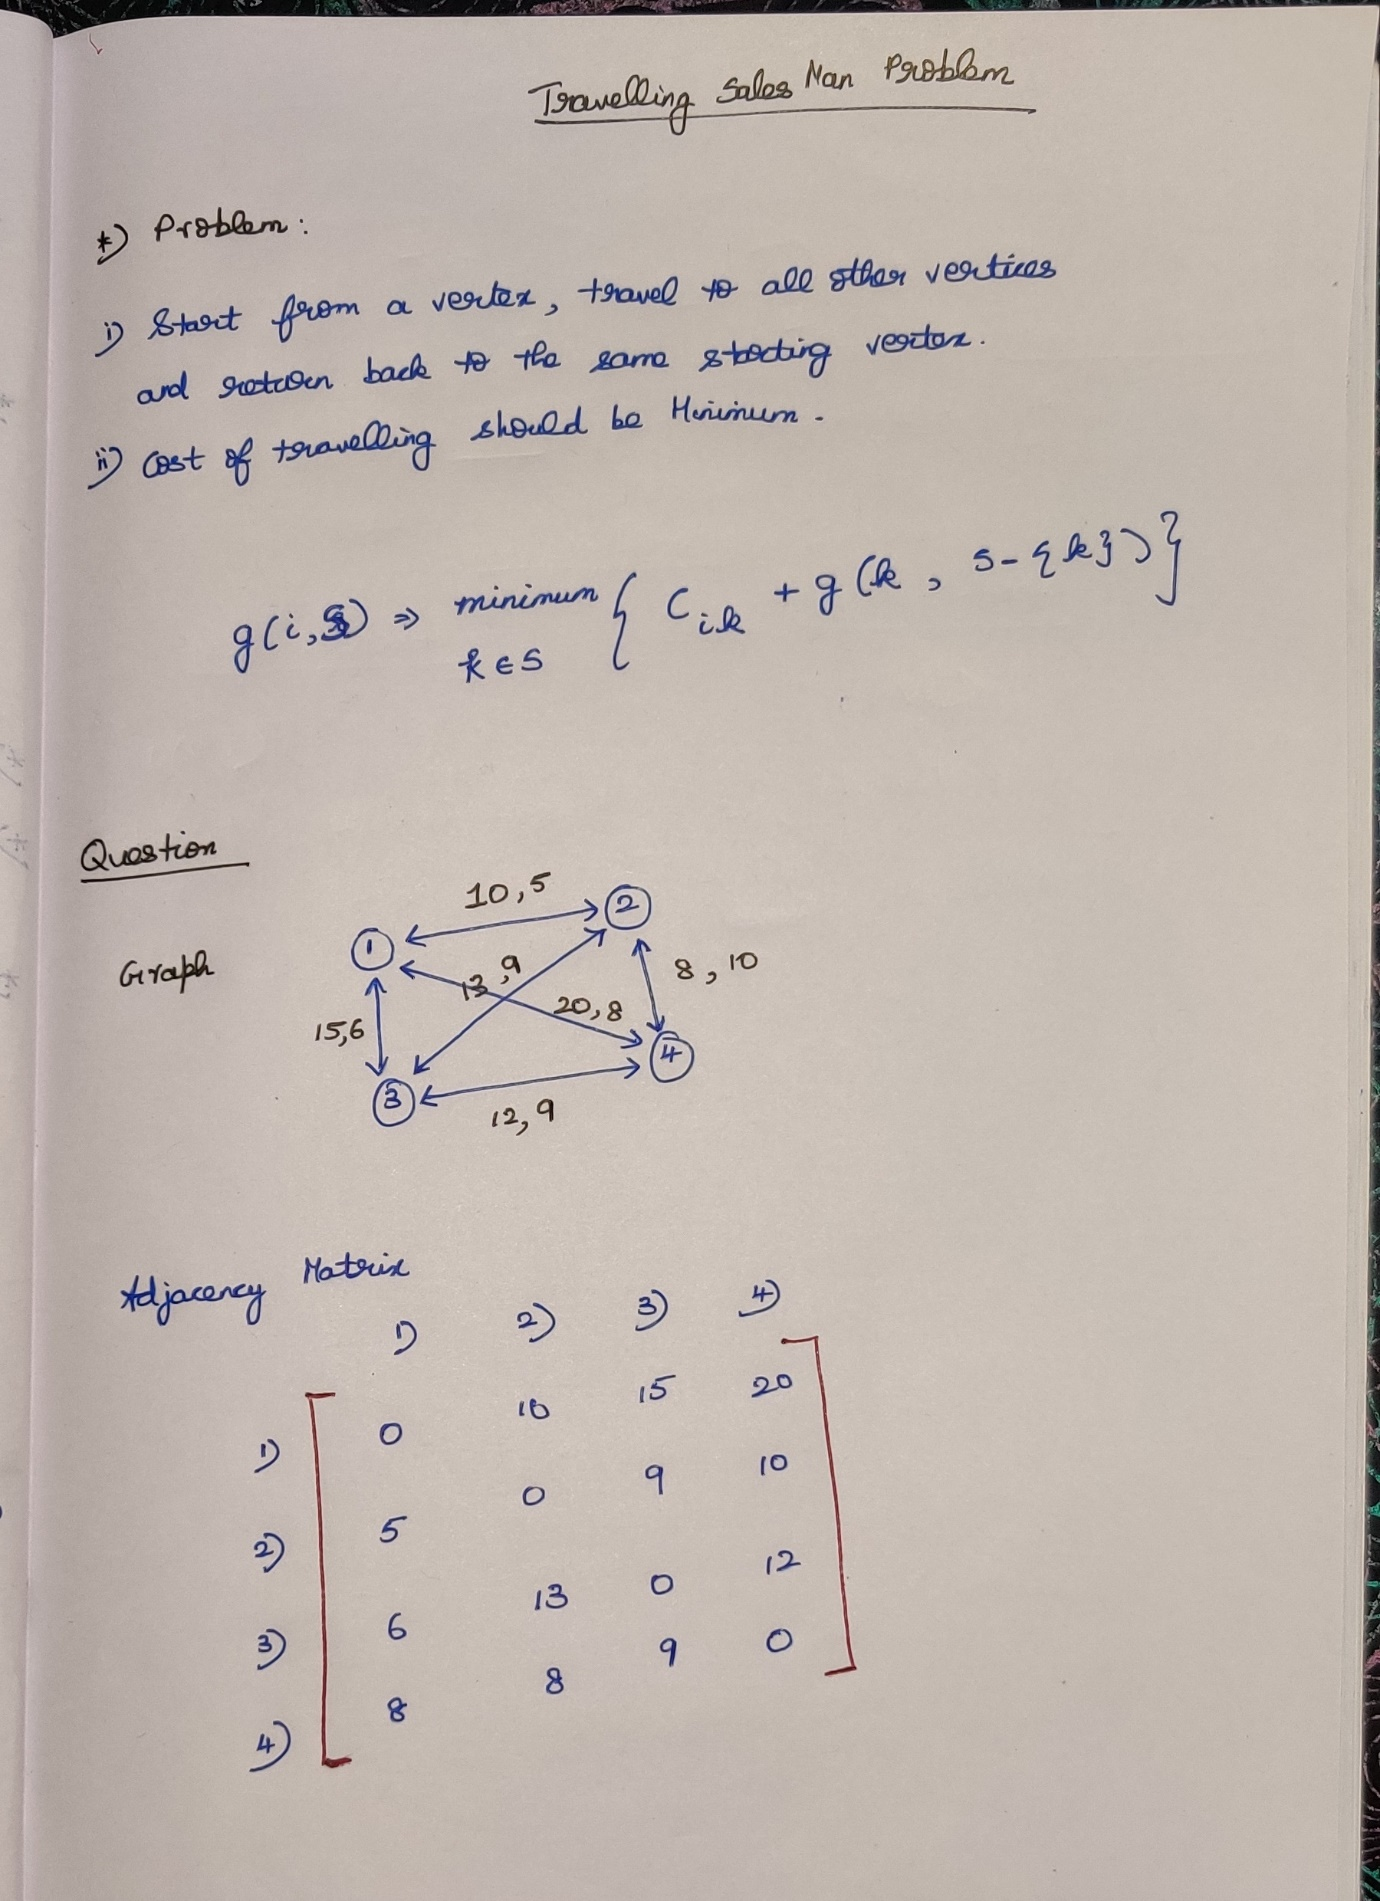 Travelling Sales Man Problem
*) Problem:
i) Start from a vertex, travel to all other vertices
and return back to the same starting vertex.
ii) Cost of travelling should be Minimum.
g(i,S) ⇒ minimum { C_ik + g(k, S-{k}) }
k ∈ S
Question
Graph
10,5
1
2
13,9
8,10
20,8
15,6
4
3
12,9
Adjacency Matrix
1) 2) 3) 4)
1) 0 10 15 20
2) 5 0 9 10
3) 6 13 0 12
4) 8 8 9 0